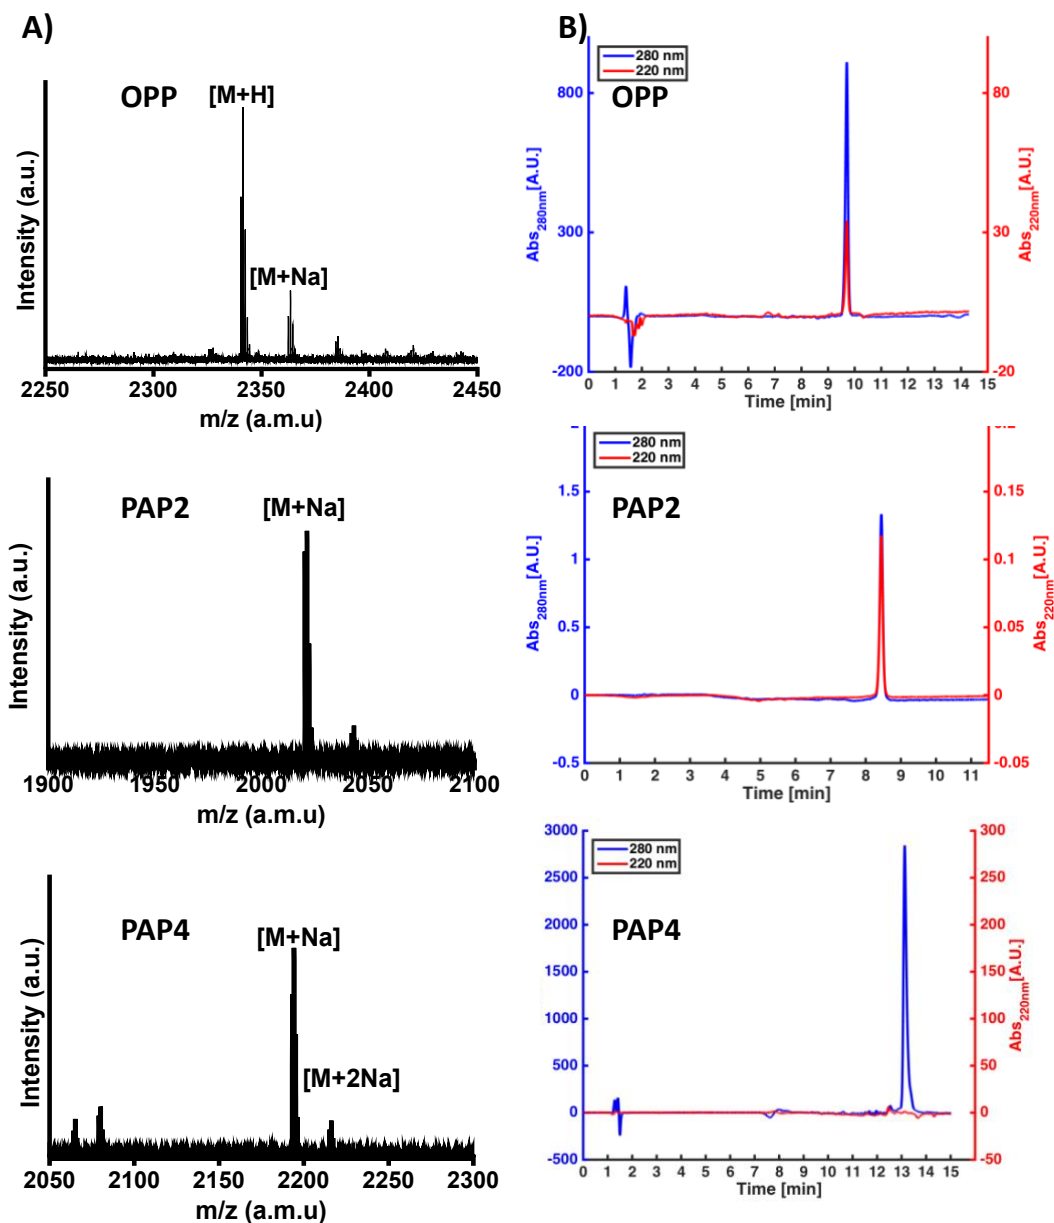 A)
B)
OPP
[M+H]
[M+Na]
Intensity (a.u.)
2250 2300 2350 2400 2450
m/z (a.m.u)
280 nm
220 nm
OPP
800
300
-200
80
30
-20
Abs280nm[A.U.]
Abs220nm[A.U.]
0 1 2 3 4 5 6 7 8 9 10 11 12 13 14 15
Time [min]
PAP2
[M+Na]
Intensity (a.u.)
1900 1950 2000 2050 2100
m/z (a.m.u)
280 nm
220 nm
PAP2
1.5
1
0.5
0
-0.5
0.15
0.1
0.05
0
-0.05
Abs280nm[A.U.]
Abs220nm[A.U.]
0 1 2 3 4 5 6 7 8 9 10 11
Time [min]
PAP4
[M+Na]
[M+2Na]
Intensity (a.u.)
2050 2100 2150 2200 2250 2300
m/z (a.m.u)
280 nm
220 nm
PAP4
3000
2500
2000
1500
1000
500
0
-500
300
250
200
150
100
50
0
-50
Abs220nm[A.U.]
0 1 2 3 4 5 6 7 8 9 10 11 12 13 14 15
Time [min]